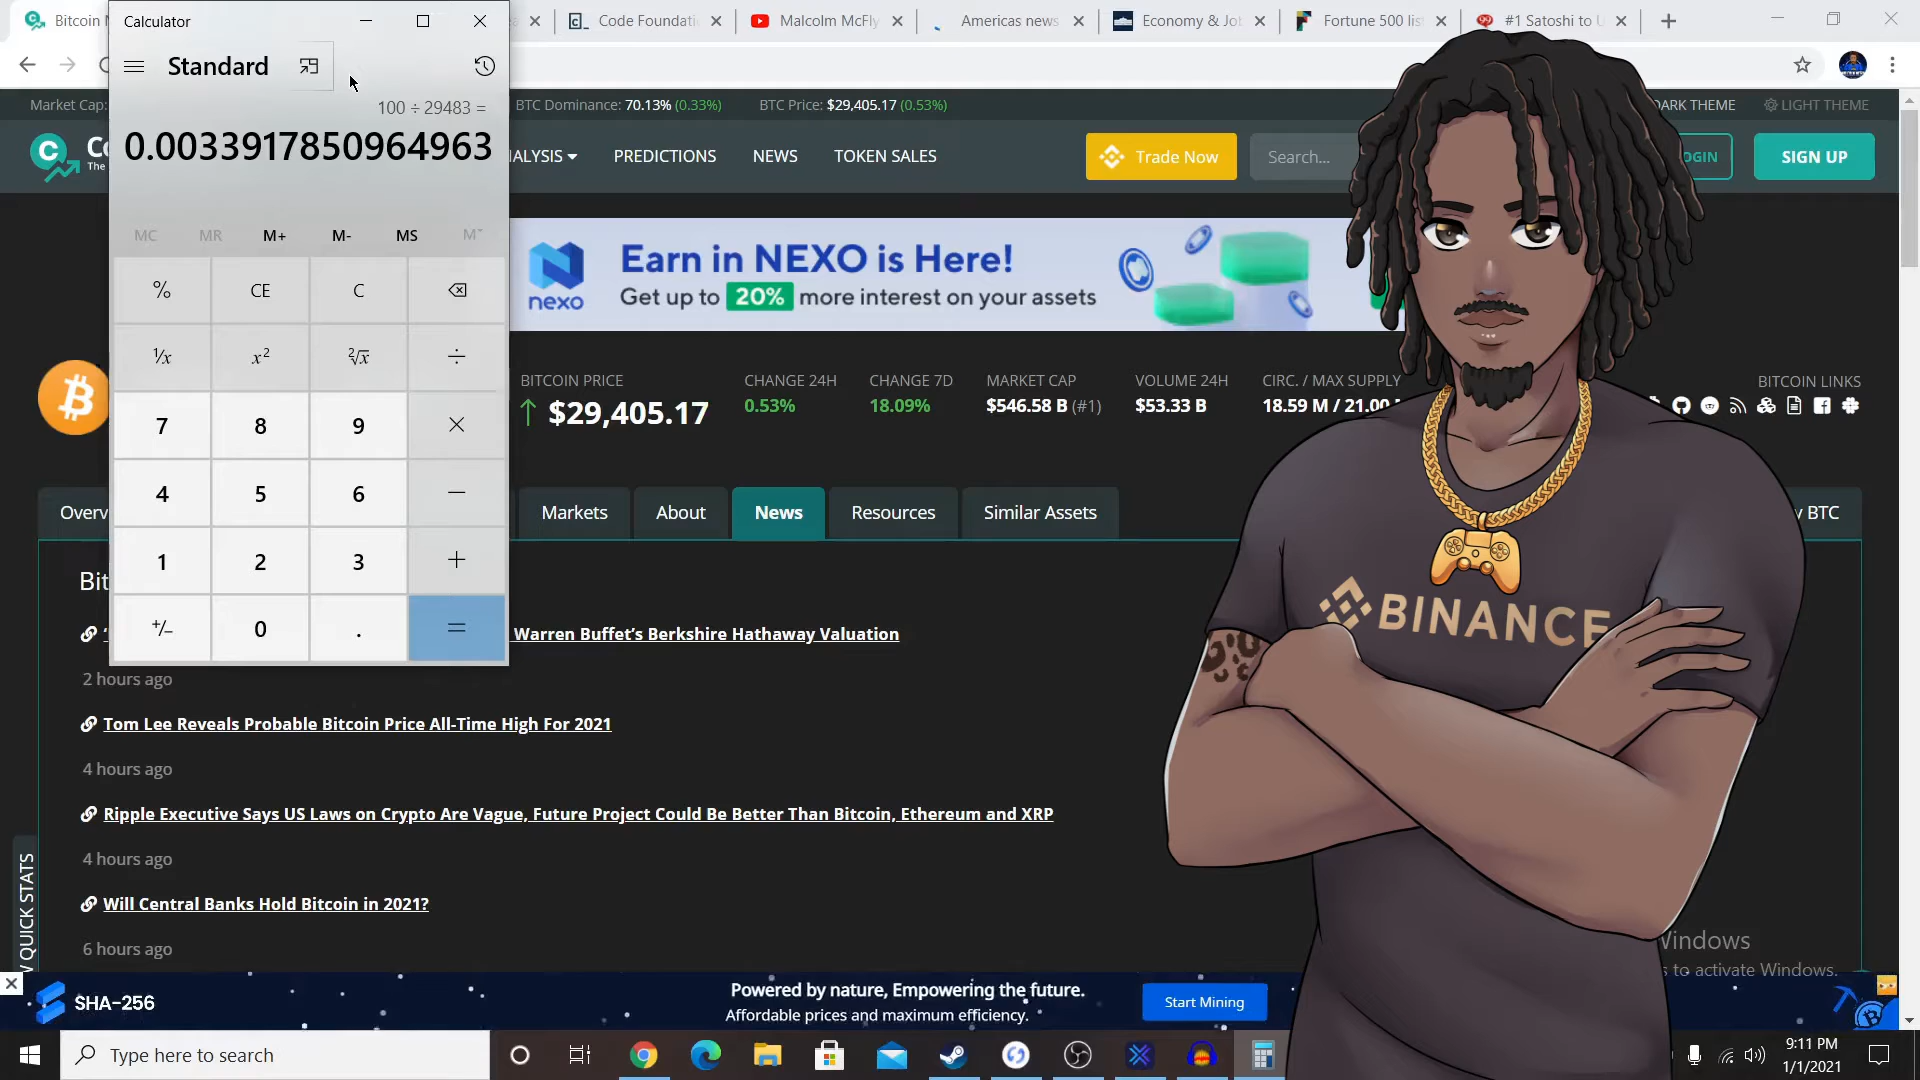 Bitcoin M
Code Foundati
Malcolm McFly
Americas news
Economy & Jo
Fortune 500 lis
#1 Satoshi to U
Calculator
Standard
100 ÷ 29483 =
0.0033917850964963
MC MR M+ M- MS M˅
% CE C
¹/x x² ²√x ÷
7 8 9 ×
4 5 6 −
1 2 3 +
+/− 0 . =
Market Cap:
BTC Dominance: 70.13% (0.33%)
BTC Price: $29,405.17 (0.53%)
DARK THEME
LIGHT THEME
Co
The
NALYSIS
PREDICTIONS
NEWS
TOKEN SALES
Trade Now
Search...
OGIN
SIGN UP
nexo
Earn in NEXO is Here!
Get up to 20% more interest on your assets
BITCOIN PRICE
$29,405.17
CHANGE 24H
0.53%
CHANGE 7D
18.09%
MARKET CAP
$546.58 B (#1)
VOLUME 24H
$53.33 B
CIRC. / MAX SUPPLY
18.59 M / 21.00
BITCOIN LINKS
Overv
Markets
About
News
Resources
Similar Assets
y BTC
Bit
Warren Buffet’s Berkshire Hathaway Valuation
2 hours ago
Tom Lee Reveals Probable Bitcoin Price All-Time High For 2021
4 hours ago
Ripple Executive Says US Laws on Crypto Are Vague, Future Project Could Be Better Than Bitcoin, Ethereum and XRP
4 hours ago
Will Central Banks Hold Bitcoin in 2021?
6 hours ago
W QUICK STATS
BINANCE
Windows
s to activate Windows.
SHA-256
Powered by nature, Empowering the future.
Affordable prices and maximum efficiency.
Start Mining
Type here to search
9:11 PM
1/1/2021